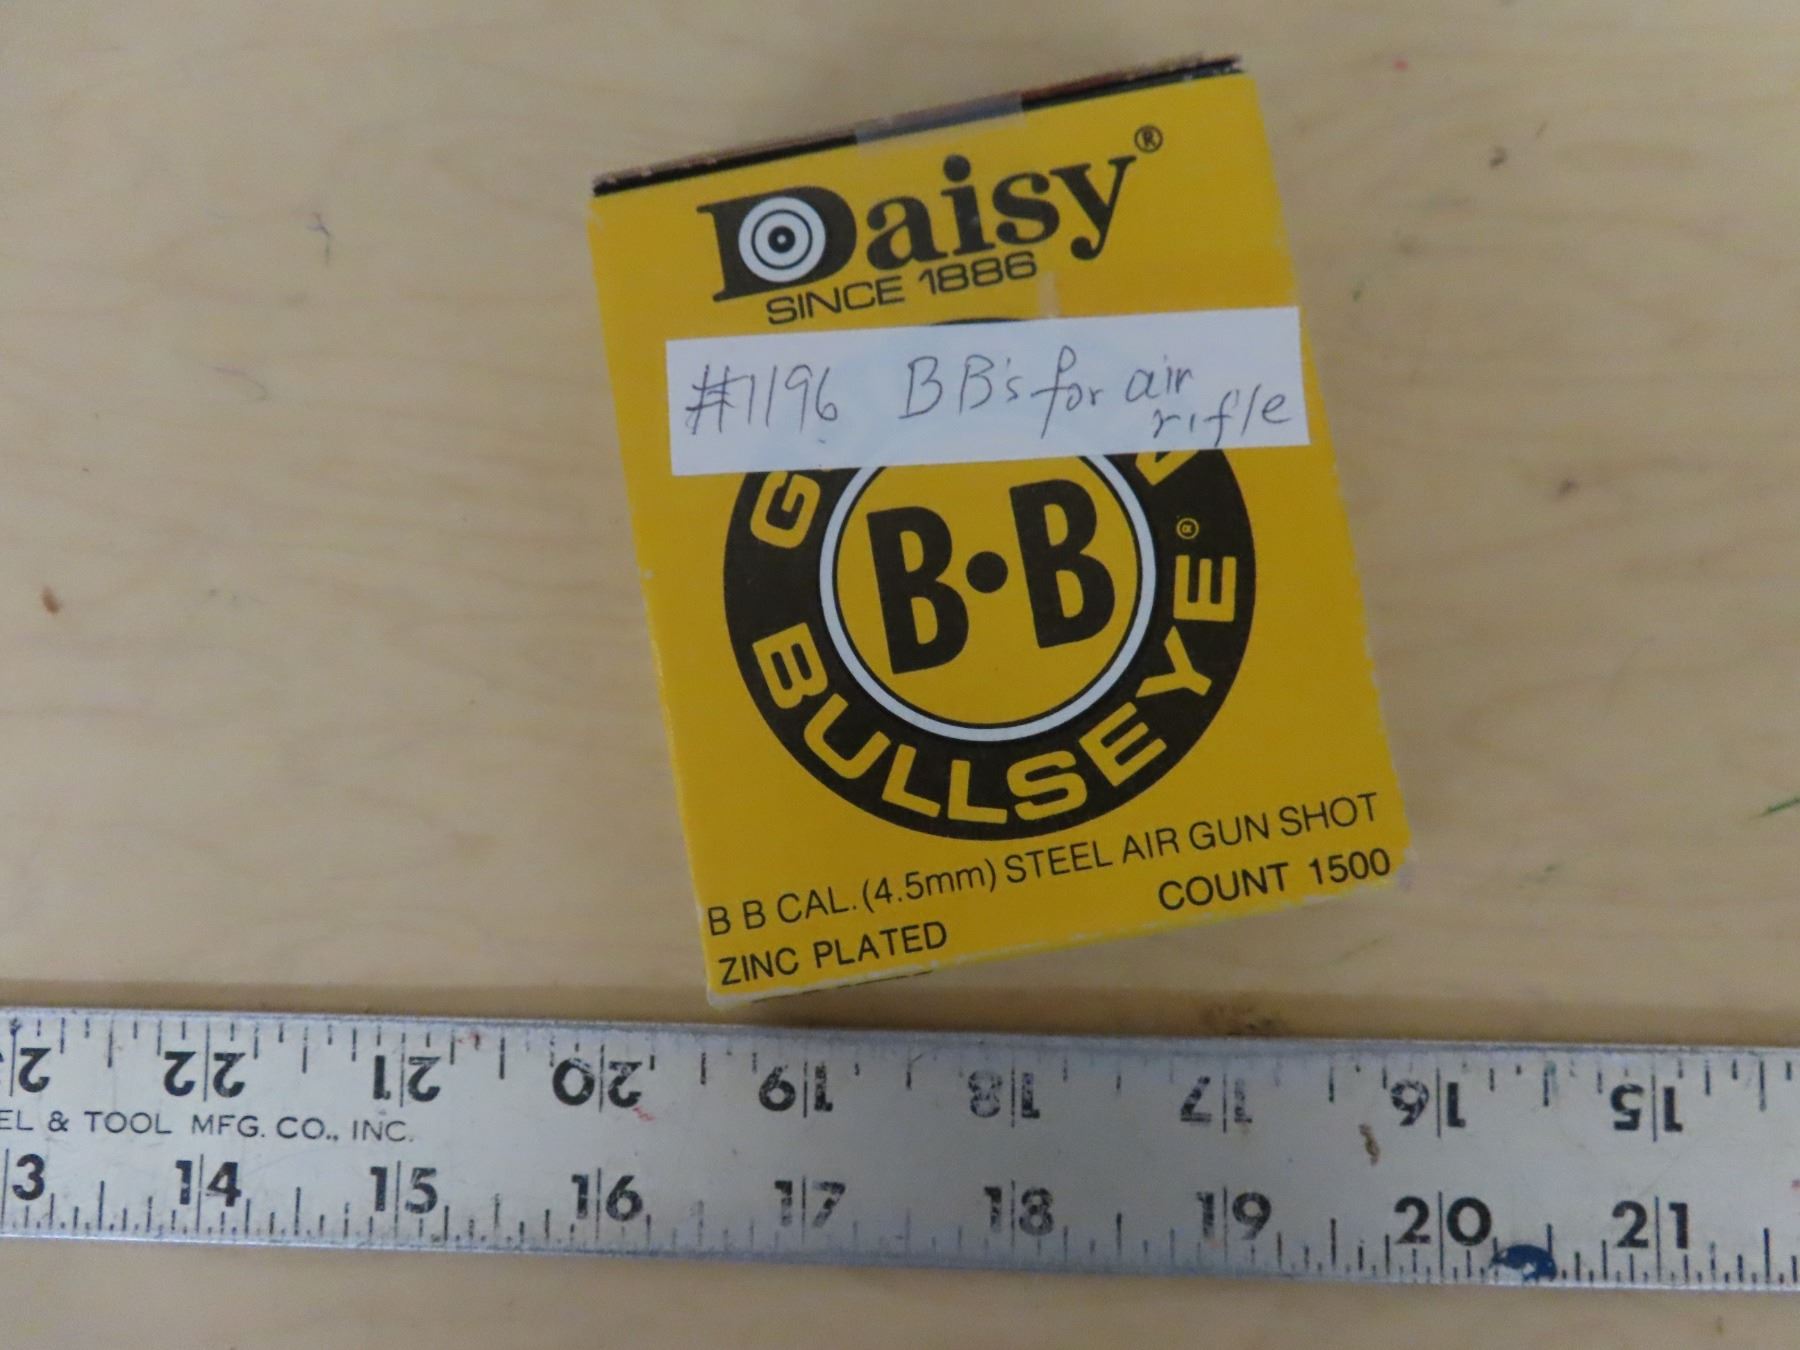 Daisy®
SINCE 1886
#1196 BB's for air
rifle
B•B
BULLSEYE®
B B CAL. (4.5mm) STEEL AIR GUN SHOT
ZINC PLATED
COUNT 1500
22 21 20 19 18 17 16 15
EL & TOOL MFG. CO., INC.
14 15 16 17 18 19 20 21